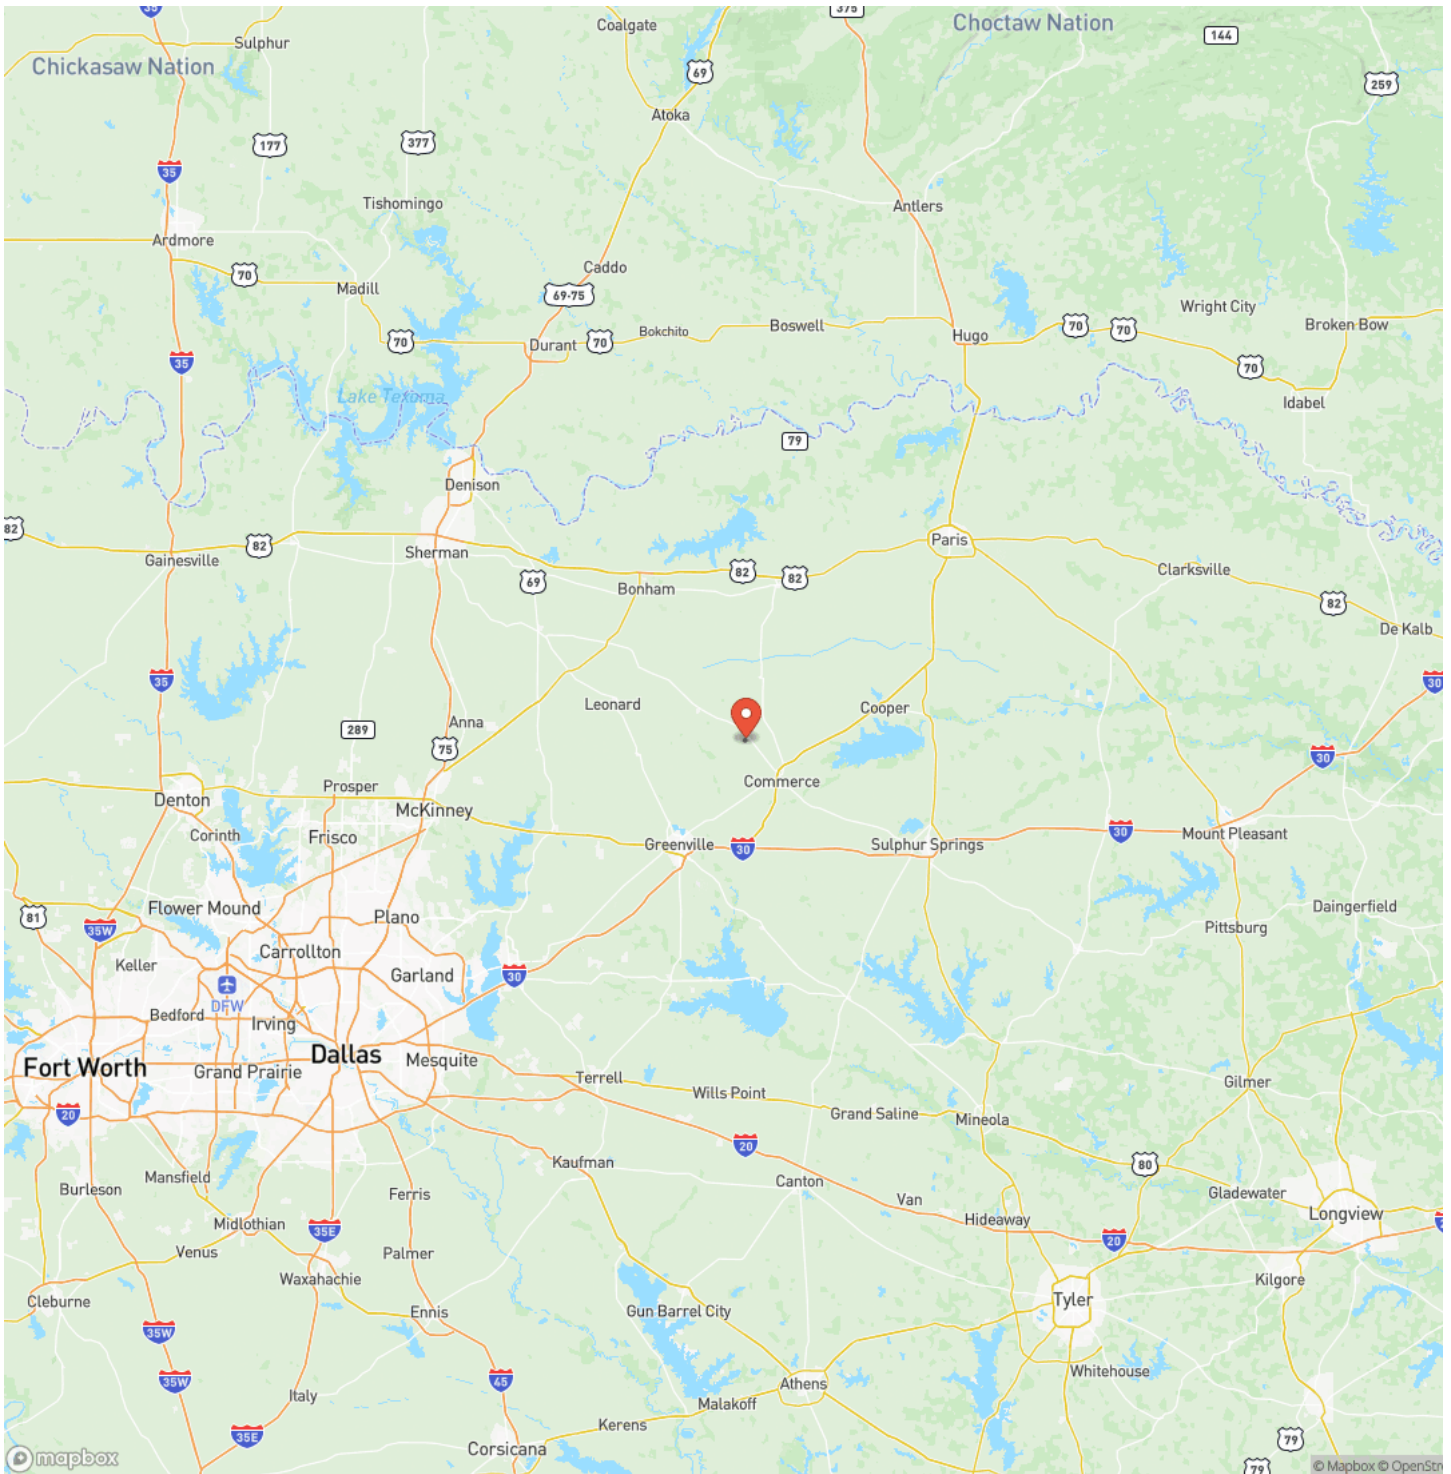 35
375
Coalgate
Choctaw Nation
144
Sulphur
Chickasaw Nation
69
259
Atoka
177
377
35
Tishomingo
Antlers
Ardmore
70
Caddo
Madill
69-75
Wright City
Bokchito
Boswell
70
70
Broken Bow
Hugo
70
Durant
70
35
70
Lake Texoma
Idabel
79
Denison
82
Paris
82
Sherman
Gainesville
82
82
Clarksville
69
Bonham
82
De Kalb
35
30
Leonard
Cooper
Anna
289
75
30
Commerce
Prosper
Denton
McKinney
Corinth
Frisco
30
Mount Pleasant
Greenville
30
Sulphur Springs
Flower Mound
81
Plano
Daingerfield
35W
Pittsburg
Carrollton
Keller
Garland
30
DFW
Bedford
Irving
Dallas
Mesquite
Fort Worth
Grand Prairie
Terrell
Gilmer
Wills Point
20
Grand Saline
Mineola
20
Kaufman
80
Mansfield
Canton
Burleson
Ferris
Van
Gladewater
Longview
Midlothian
35E
Hideaway
20
Venus
Palmer
Waxahachie
Kilgore
Cleburne
Ennis
Gun Barrel City
Tyler
35W
Whitehouse
35W
45
Athens
Italy
Malakoff
Kerens
35E
Corsicana
79
mapbox
79
© Mapbox © OpenStre